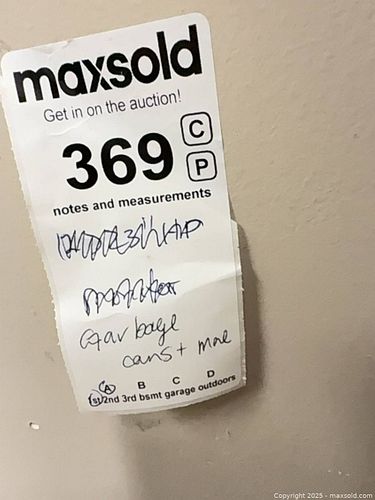 maxsold
Get in on the auction!
369 C
P
notes and measurements
Garbage
cans + more
A B C D
1st/2nd 3rd bsmt garage outdoors
Copyright 2025 - maxsold.com